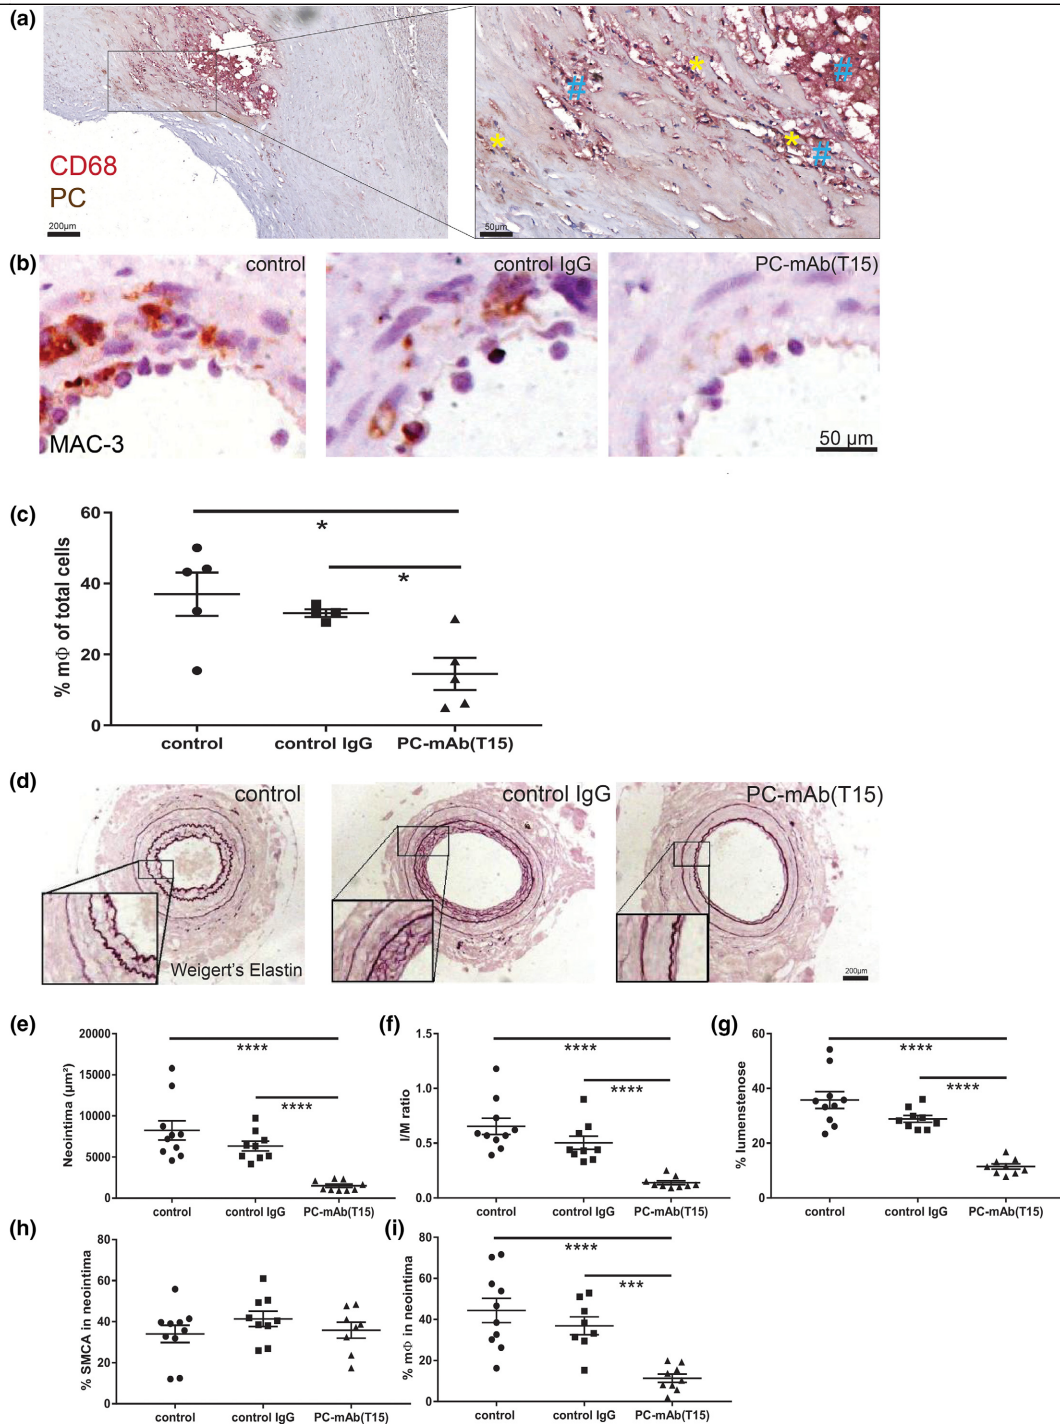 (a)
CD68
PC
200µm
50µm
*
*
*
#
#
#
(b)
control
control IgG
PC-mAb(T15)
MAC-3
50 µm
(c)
% mΦ of total cells
60
40
20
0
*
*
control
control IgG
PC-mAb(T15)
(d)
control
control IgG
PC-mAb(T15)
Weigert's Elastin
200µm
(e)
Neointima (µm²)
20000
15000
10000
5000
0
****
****
control
control IgG
PC-mAb(T15)
(f)
I/M ratio
1.5
1.0
0.5
0.0
****
****
control
control IgG
PC-mAb(T15)
(g)
% lumenstenose
60
40
20
0
****
****
control
control IgG
PC-mAb(T15)
(h)
% SMCA in neointima
80
60
40
20
0
control
control IgG
PC-mAb(T15)
(i)
% mΦ in neointima
80
60
40
20
0
****
***
control
control IgG
PC-mAb(T15)